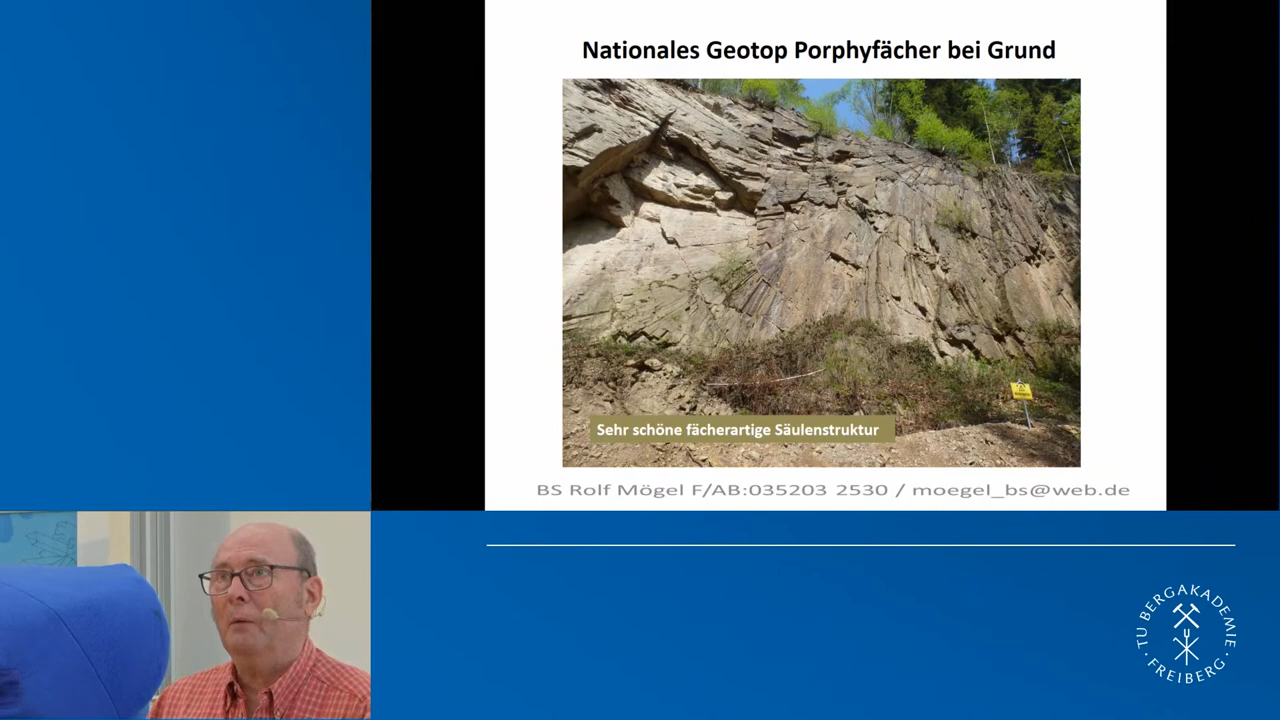 Nationales Geotop Porphyfächer bei Grund
Sehr schöne fächerartige Säulenstruktur
BS Rolf Mögel F/AB:035203 2530 / moegel_bs@web.de
TU BERGAKADEMIE
· FREIBERG ·